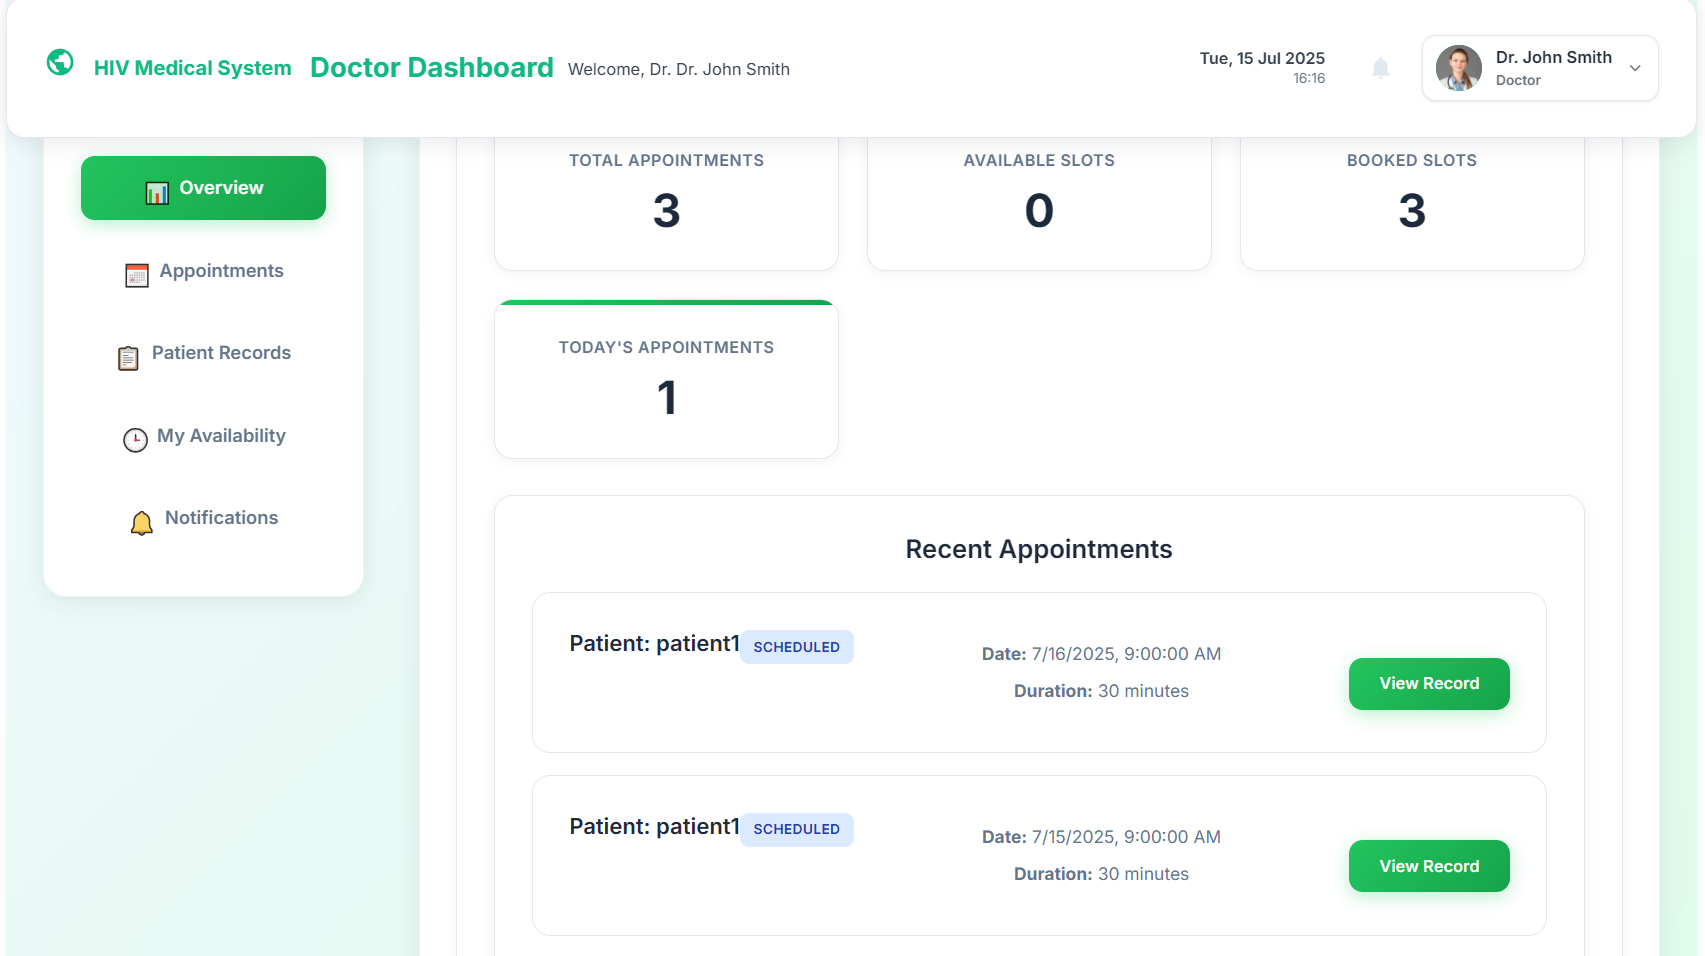 HIV Medical System Doctor Dashboard Welcome, Dr. Dr. John Smith
Tue, 15 Jul 2025
16:16
Dr. John Smith
Doctor
Overview
Appointments
Patient Records
My Availability
Notifications
TOTAL APPOINTMENTS
3
AVAILABLE SLOTS
0
BOOKED SLOTS
3
TODAY'S APPOINTMENTS
1
Recent Appointments
Patient: patient1 SCHEDULED
Date: 7/16/2025, 9:00:00 AM
Duration: 30 minutes
View Record
Patient: patient1 SCHEDULED
Date: 7/15/2025, 9:00:00 AM
Duration: 30 minutes
View Record